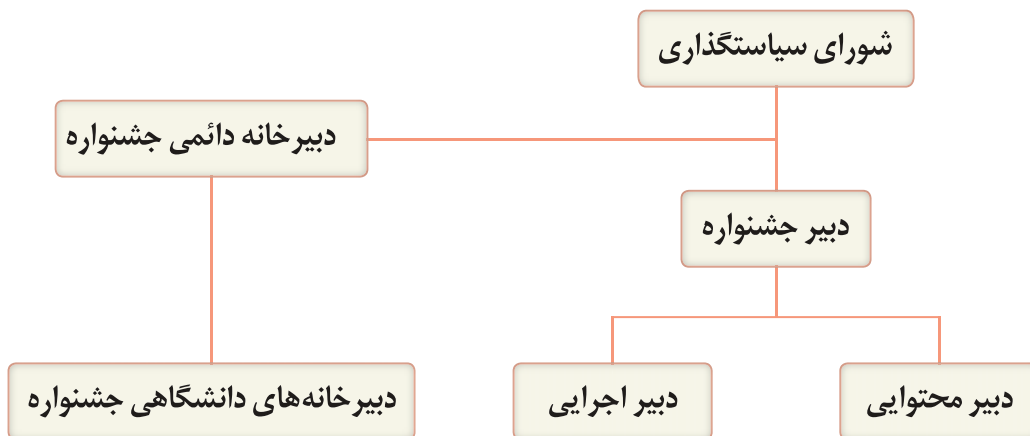 شورای سیاستگذاری
دبیرخانه دائمی جشنواره
دبیر جشنواره
دبیر محتوایی
دبیر اجرایی
دبیرخانه‌های دانشگاهی جشنواره